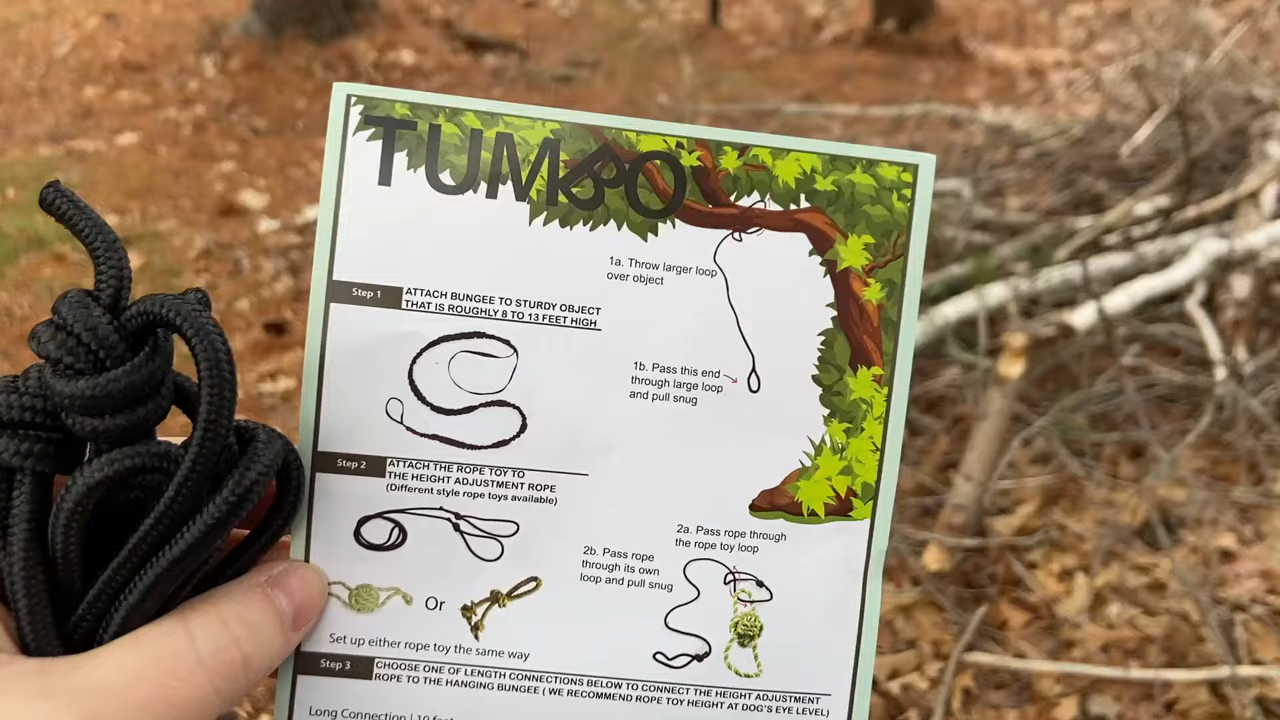 TUMBO
1a. Throw larger loop
over object
Step 1
ATTACH BUNGEE TO STURDY OBJECT
THAT IS ROUGHLY 8 TO 13 FEET HIGH
1b. Pass this end
through large loop
and pull snug
Step 2
ATTACH THE ROPE TOY TO
THE HEIGHT ADJUSTMENT ROPE
(Different style rope toys available)
2a. Pass rope through
the rope toy loop
2b. Pass rope
through its own
loop and pull snug
Or
Set up either rope toy the same way
Step 3
CHOOSE ONE OF LENGTH CONNECTIONS BELOW TO CONNECT THE HEIGHT ADJUSTMENT
ROPE TO THE HANGING BUNGEE ( WE RECOMMEND ROPE TOY HEIGHT AT DOG'S EYE LEVEL)
Long Connection | 10